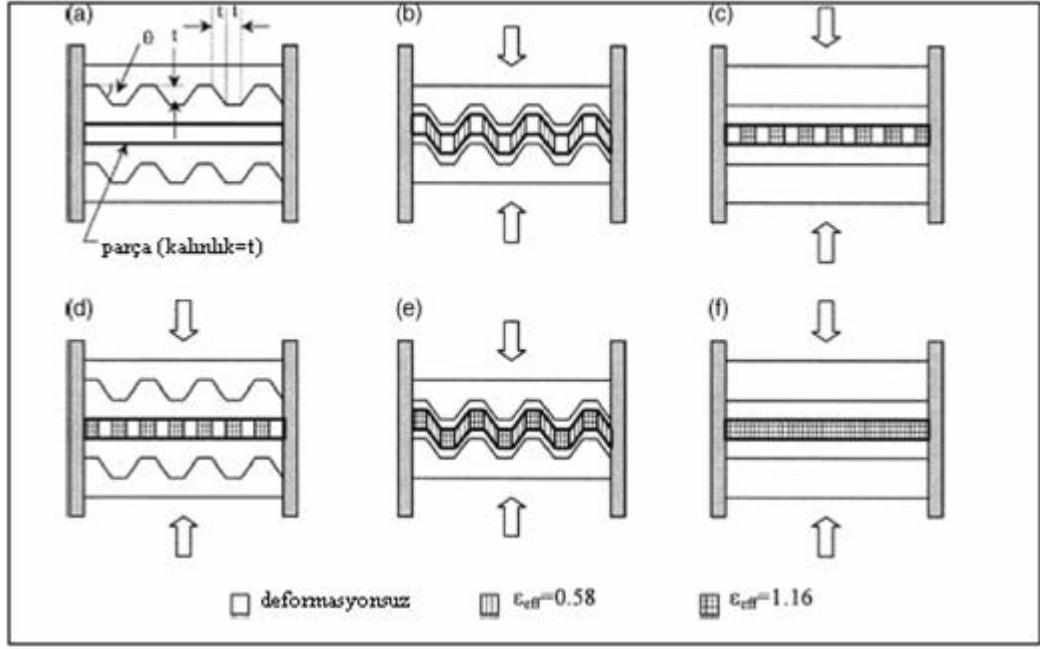 (a)
t t
t
θ
parça (kalınlık=t)
(b)
(c)
(d)
(e)
(f)
deformasyonsuz
εeff=0.58
εeff=1.16